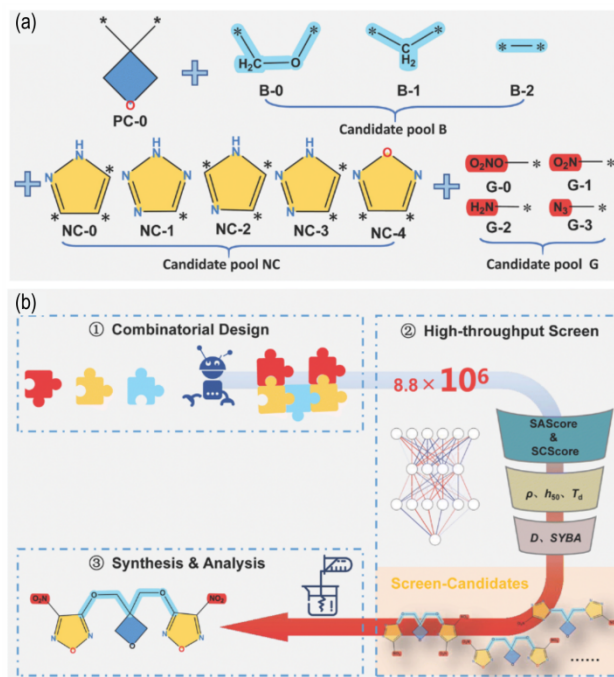 (a)
* *
O
PC-0
* *
H₂C O
B-0
* *
CH₂
B-1
* *
B-2
Candidate pool B
H
N
N *
* *
NC-0
H
N
N
N *
NC-1
H
N
* *
N *
NC-2
H
N
N
N *
NC-3
O
N N
* *
NC-4
Candidate pool NC
O₂NO *
G-0
O₂N *
G-1
H₂N *
G-2
N₃ *
G-3
Candidate pool G
(b)
① Combinatorial Design
② High-throughput Screen
8.8 × 10⁶
SAScore
&
SCScore
ρ、h₅₀、T_d
D、SYBA
Screen-Candidates
......
③ Synthesis & Analysis
O₂N O O NO₂
N N O N N
O O